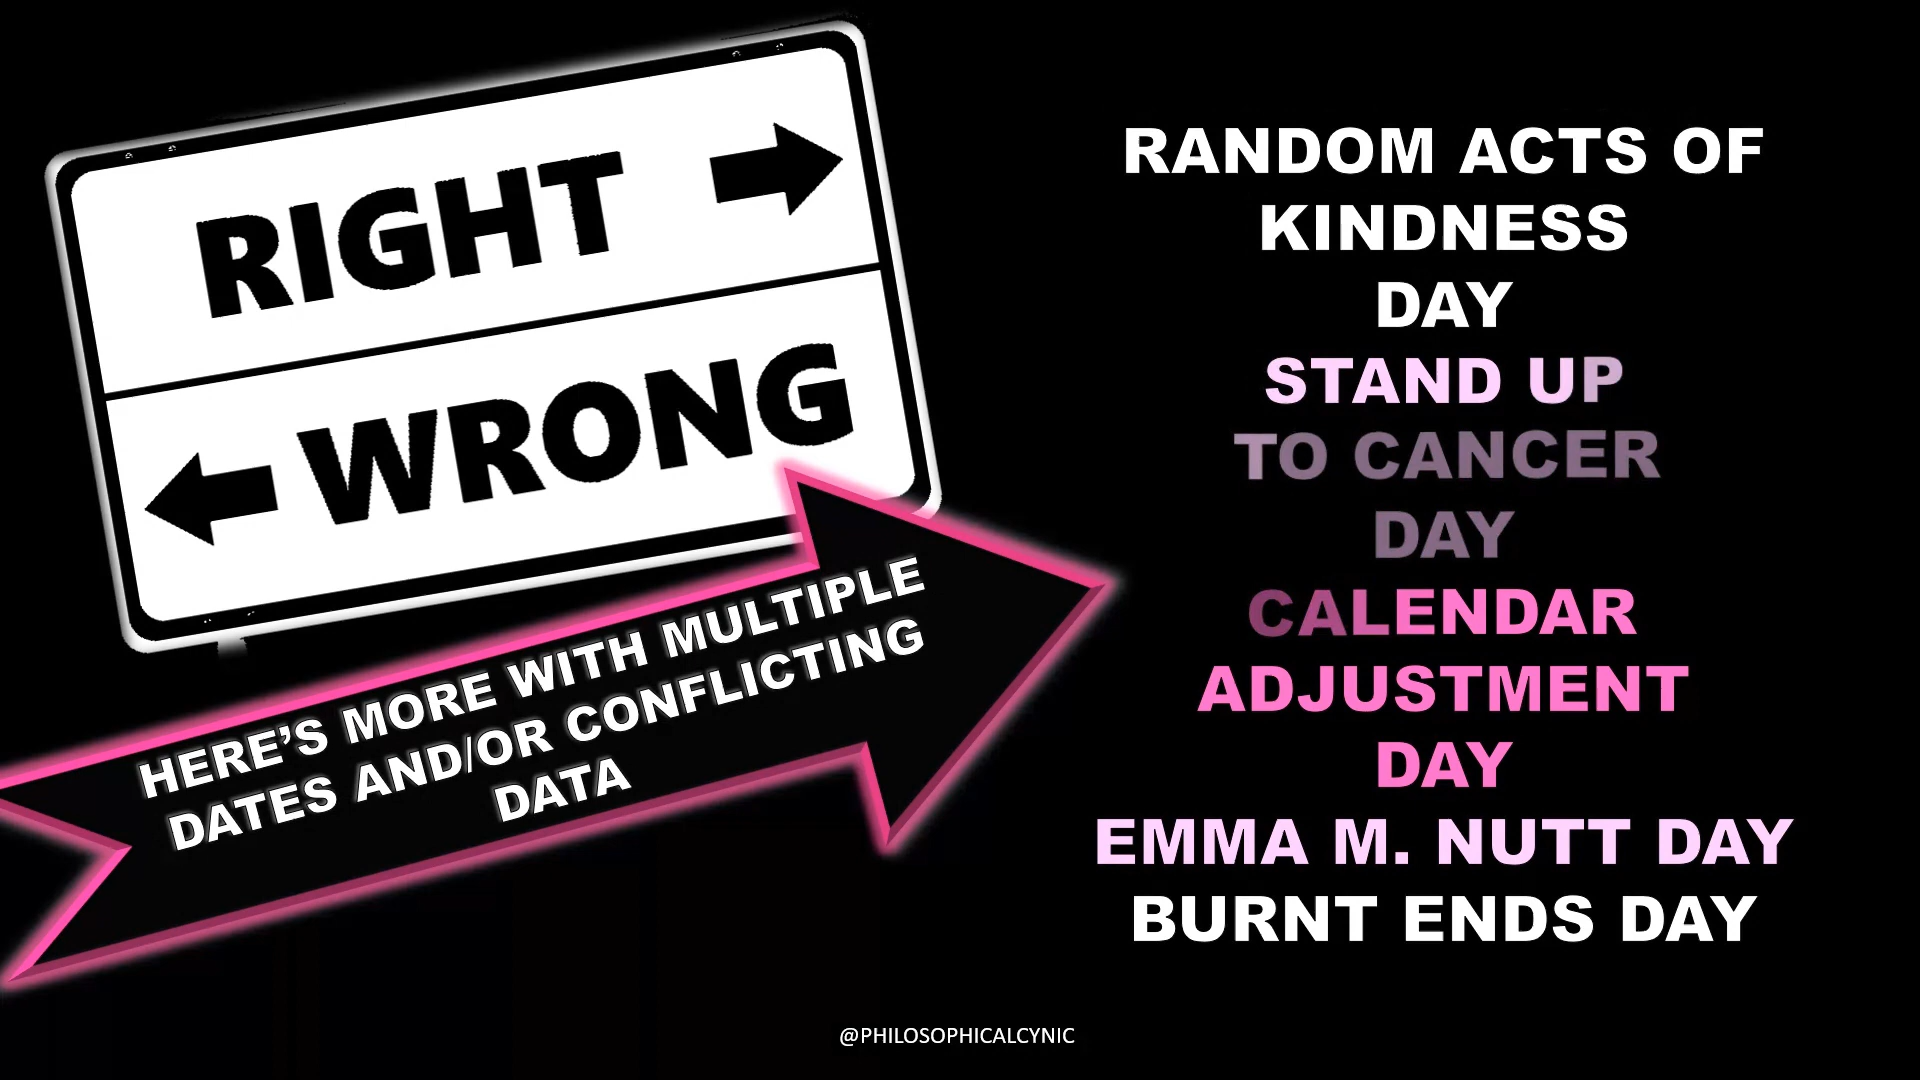 RIGHT
WRONG
HERE’S MORE WITH MULTIPLE
DATES AND/OR CONFLICTING
DATA
RANDOM ACTS OF
KINDNESS
DAY
STAND UP
TO CANCER
DAY
CALENDAR
ADJUSTMENT
DAY
EMMA M. NUTT DAY
BURNT ENDS DAY
@PHILOSOPHICALCYNIC